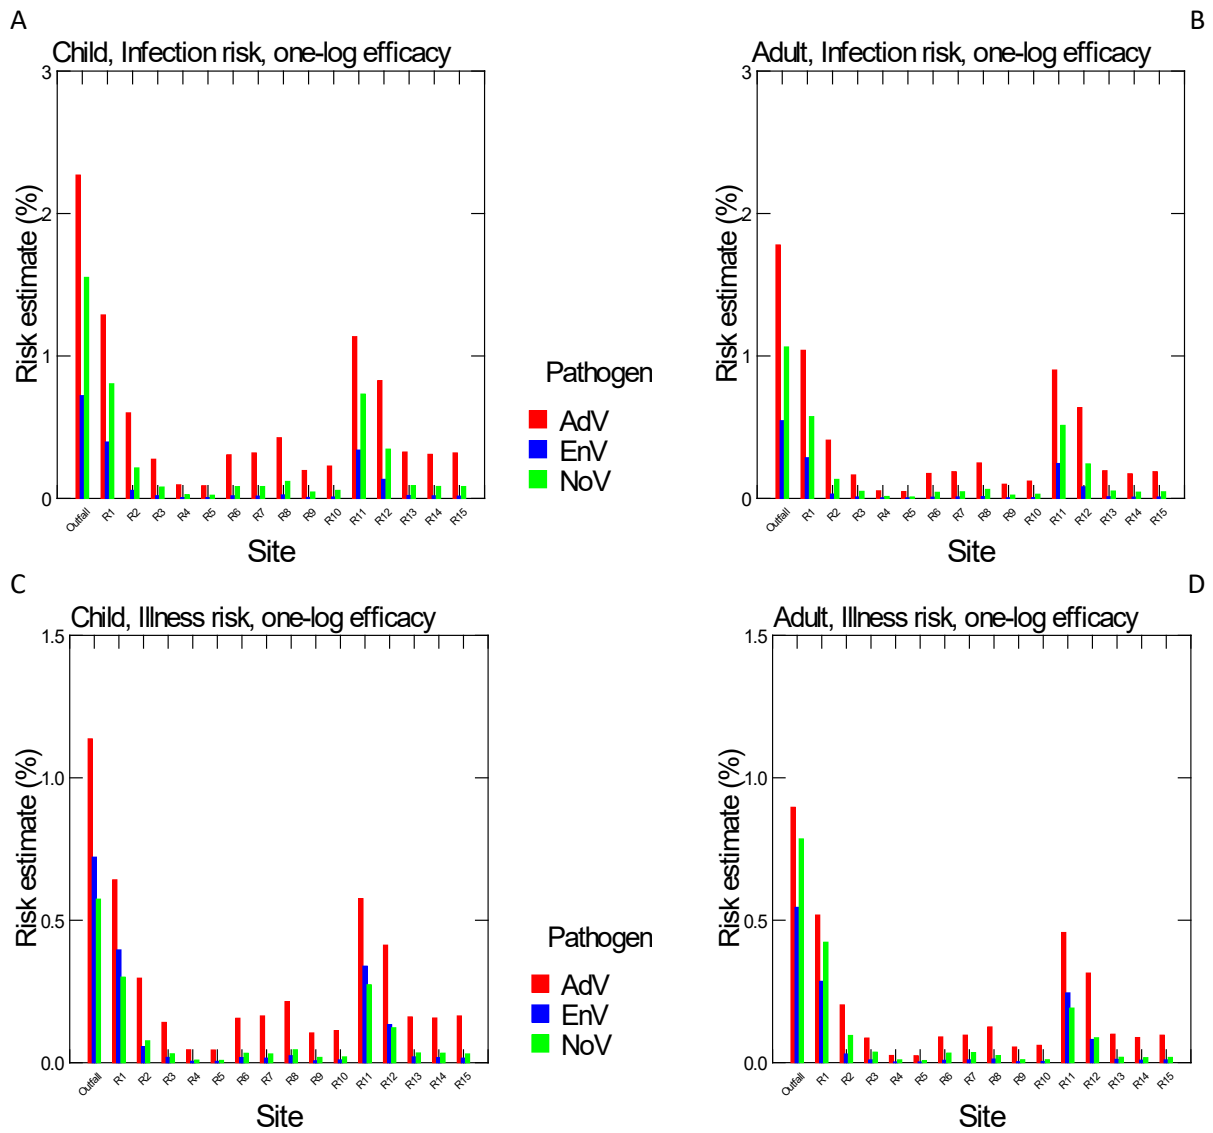 A
Child, Infection risk, one-log efficacy
3
2
1
0
Risk estimate (%)
Outfall R1 R2 R3 R4 R5 R6 R7 R8 R9 R10 R11 R12 R13 R14 R15
Site
Pathogen
AdV
EnV
NoV
B
Adult, Infection risk, one-log efficacy
3
2
1
0
Risk estimate (%)
Outfall R1 R2 R3 R4 R5 R6 R7 R8 R9 R10 R11 R12 R13 R14 R15
Site
C
Child, Illness risk, one-log efficacy
1.5
1.0
0.5
0.0
Risk estimate (%)
Outfall R1 R2 R3 R4 R5 R6 R7 R8 R9 R10 R11 R12 R13 R14 R15
Site
Pathogen
AdV
EnV
NoV
D
Adult, Illness risk, one-log efficacy
1.5
1.0
0.5
0.0
Risk estimate (%)
Outfall R1 R2 R3 R4 R5 R6 R7 R8 R9 R10 R11 R12 R13 R14 R15
Site